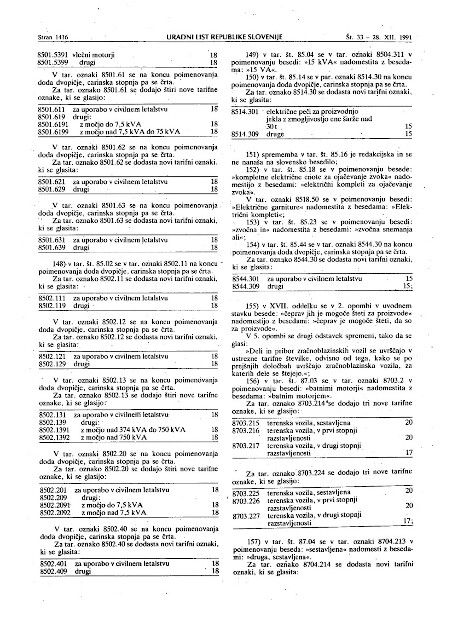 Stran 1436 URADNI LIST REPUBLIKE SLOVENIJE Št. 33 – 28. XII. 1991
8501.5391 vlečni motorji 18
8501.5399 drugi 18
V tar. oznaki 8501.61 se na koncu poimenovanja
doda dvopičje, carinska stopnja pa se črta.
Za tar. oznako 8501.61 se dodajo štiri nove tarifne
oznake, ki se glasijo:
8501.611 za uporabo v civilnem letalstvu 18
8501.619 drugi:
8501.6191 z močjo do 7,5 kVA 18
8501.6199 z močjo nad 7,5 kVA do 75 kVA 18
V tar. oznaki 8501.62 se na koncu poimenovanja
doda dvopičje, carinska stopnja pa se črta.
Za tar. oznako 8501.62 se dodata novi tarifni oznaki,
ki se glasita:
8501.621 za uporabo v civilnem letalstvu 18
8501.629 drugi 18
V tar. oznaki 8501.63 se na koncu poimenovanja
doda dvopičje, carinska stopnja pa se črta.
Za tar. oznako 8501.63 se dodata novi tarifni oznaki,
ki se glasita:
8501.631 za uporabo v civilnem letalstvu 18
8501.639 drugi 18
148) v tar. št. 85.02 se v tar. oznaki 8502.11 na koncu
poimenovanja doda dvopičje, carinska stopnja pa se črta.
Za tar. oznako 8502.11 se dodata novi tarifni oznaki,
ki se glasita:
8502.111 za uporabo v civilnem letalstvu 18
8502.119 drugi 18
V tar. oznaki 8502.12 se na koncu poimenovanja
doda dvopičje, carinska stopnja pa se črta.
Za tar. oznako 8502.12 se dodata novi tarifni oznaki,
ki se glasita:
8502.121 za uporabo v civilnem letalstvu 18
8502.129 drugi 18
V tar. oznaki 8502.13 se na koncu poimenovanja
doda dvopičje, carinska stopnja pa se črta.
Za tar. oznako 8502.13 se dodajo štiri nove tarifne
oznake, ki se glasijo:
8502.131 za uporabo v civilnem letalstvu 18
8502.139 drugi:
8502.1391 z močjo nad 374 kVA do 750 kVA 18
8502.1392 z močjo nad 750 kVA 18
V tar. oznaki 8502.20 se na koncu poimenovanja
doda dvopičje, carinska stopnja pa se črta.
Za tar. oznako 8502.20 se dodajo štiri nove tarifne
oznake, ki se glasijo:
8502.201 za uporabo v civilnem letalstvu 18
8502.209 drugi:
8502.2091 z močjo do 7,5 kVA 18
8502.2092 z močjo nad 7,5 kVA 18
V tar. oznaki 8502.40 se na koncu poimenovanja
doda dvopičje, carinska stopnja pa se črta.
Za tar. oznako 8502.40 se dodata novi tarifni oznaki,
ki se glasita:
8502.401 za uporabo v civilnem letalstvu 18
8502.409 drugi 18
149) v tar. št. 85.04 se v tar. oznaki 8504.311 v
poimenovanju besedi: »15 kVA« nadomestita z beseda-
ma: »15 VA«.
150) v tar. št. 85.14 se v par. oznaki 8514.30 na koncu
poimenovanja doda dvopičje, carinska stopnja pa se črta.
Za tar. oznako 8514.30 se dodasta novi tarifni oznaki,
ki se glasita:
8514.301 električne peči za proizvodnjo
jekla z zmogljivostjo ene šarže nad
30 t 15
8514.309 druge 15
151) sprememba v tar. št. 85.16 je redakcijska in se
ne nanaša na slovensko besedilo;
152) v tar. št. 85.18 se v poimenovanju besede:
»kompletne električne enote za ojačevanje zvoka« nado-
mestijo z besedami: »električni kompleti za ojačevanje
zvoka«.
V tar. oznaki 8518.50 se v poimenovanju besedi:
»Električne garniture« nadomestita z besedama: »Elek-
trični kompleti«;
153) v tar. št. 85.23 se v poimenovanju besedi:
»zvočna in« nadomestita z besedami: »zvočna snemanja
ali«;
154) v tar. št. 85.44 se v tar. oznaki 8544.30 na koncu
poimenovanja doda dvopičje, carinska stopnja pa se črta.
Za tar. oznako 8544.30 se dodata novi tarifni oznaki,
ki se glasita:
8544.301 za uporabo v civilnem letalstvu 15
8544.309 drugi 15;
155) v XVII. oddelku se v 2. opombi v uvodnem
stavku besede: »čeprav jih je mogoče šteti za proizvode«
nadomestijo z besedami: »čeprav je mogoče šteti, da so
za proizvode«.
V 5. opombi se drugi odstavek spremeni, tako da se
glasi:
»Deli in pribor zračnoblazinskih vozil se uvrščajo v
ustrezne tarifne številke, odvisno od tega, kako se po
prejšnjih določbah uvrščajo zračnoblazinska vozila, za
katerih dele se štejejo.«;
156) v tar. št. 87.03 se v tar. oznaki 8703.2 v
poimenovanju besedi: »batnimi motorji« nadomestita z
besedama: »batnim motorjem«.
Za tar. oznako 8703.214 se dodajo tri nove tarifne
oznake, ki se glasijo:
8703.215 terenska vozila, sestavljena 20
8703.216 terenska vozila, v prvi stopnji
razstavljenosti 20
8703.217 terenska vozila, v drugi stopnji
razstavljenosti 17
Za tar. oznako 8703.224 se dodajo tri nove tarifne
oznake, ki se glasijo:
8703.225 terenska vozila, sestavljena 20
8703.226 terenska vozila, v prvi stopnji
razstavljenosti 20
8703.227 terenska vozila, v drugi stopnji
razstavljenosti 17;
157) v tar. št. 87.04 se v tar. oznaki 8704.213 v
poimenovanju beseda: »sestavljena« nadomesti z beseda-
mi: »druga, sestavljena«.
Za tar. oznako 8704.214 se dodasta novi tarifni
oznaki, ki se glasita: